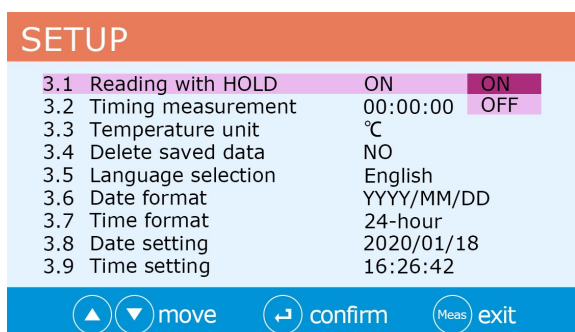 SETUP
3.1 Reading with HOLD ON ON
3.2 Timing measurement 00:00:00 OFF
3.3 Temperature unit ℃
3.4 Delete saved data NO
3.5 Language selection English
3.6 Date format YYYY/MM/DD
3.7 Time format 24-hour
3.8 Date setting 2020/01/18
3.9 Time setting 16:26:42
move confirm Meas exit